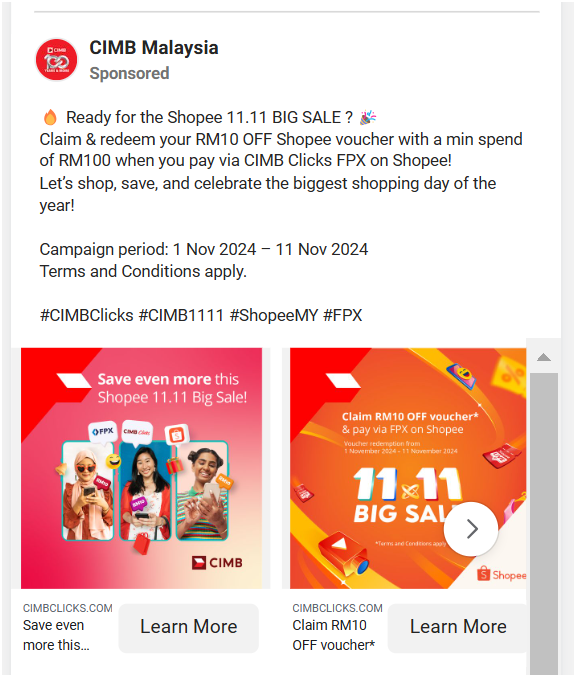 CIMB
100
YEARS & MORE
CIMB Malaysia
Sponsored
🔥 Ready for the Shopee 11.11 BIG SALE ? 🎉
Claim & redeem your RM10 OFF Shopee voucher with a min spend
of RM100 when you pay via CIMB Clicks FPX on Shopee!
Let’s shop, save, and celebrate the biggest shopping day of the
year!
Campaign period: 1 Nov 2024 – 11 Nov 2024
Terms and Conditions apply.
#CIMBClicks #CIMB1111 #ShopeeMY #FPX
Save even more this
Shopee 11.11 Big Sale!
FPX
CIMB Clicks
CIMB
Claim RM10 OFF voucher*
& pay via FPX on Shopee
Voucher redemption from
1 November 2024 – 11 November 2024
11 11
BIG SAL
*Terms and Conditions apply
Shopee
CIMBCLICKS.COM
Save even
more this...
Learn More
CIMBCLICKS.COM
Claim RM10
OFF voucher*
Learn More